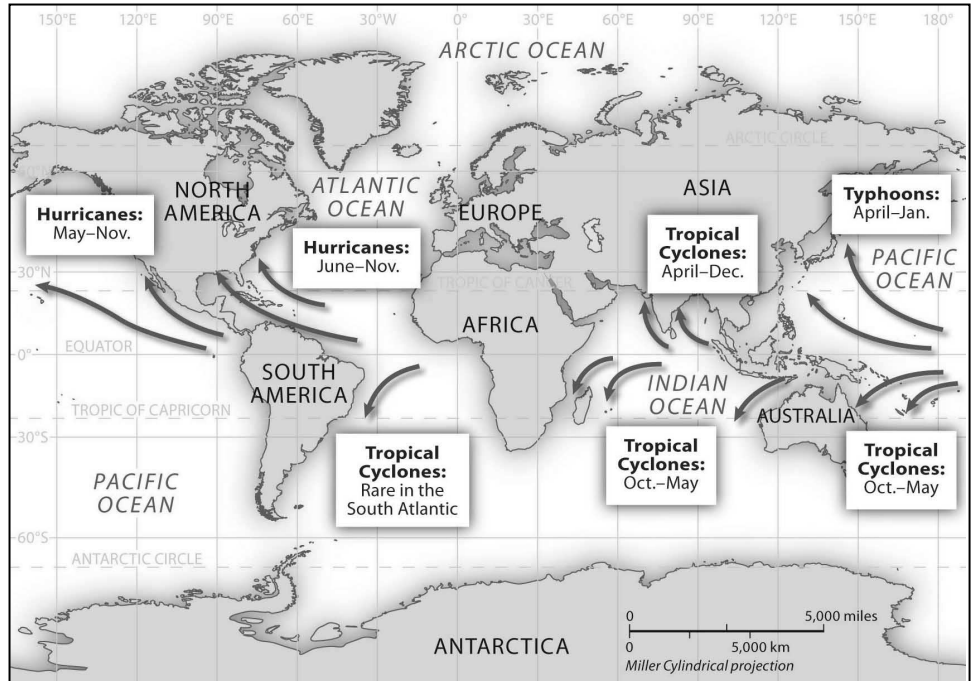 150°E 120°W 90°W 60°W 30°W 0° 30°E 60°E 90°E 120°E 150°E 180°
ARCTIC OCEAN
ARCTIC CIRCLE
NORTH
AMERICA
ATLANTIC
OCEAN
EUROPE
ASIA
Hurricanes:
May–Nov.
Hurricanes:
June–Nov.
Tropical
Cyclones:
April–Dec.
Typhoons:
April–Jan.
PACIFIC
OCEAN
30°N
TROPIC OF CANCER
AFRICA
EQUATOR
0°
SOUTH
AMERICA
INDIAN
OCEAN
TROPIC OF CAPRICORN
AUSTRALIA
30°S
Tropical
Cyclones:
Rare in the
South Atlantic
Tropical
Cyclones:
Oct.–May
Tropical
Cyclones:
Oct.–May
PACIFIC
OCEAN
60°S
ANTARCTIC CIRCLE
ANTARCTICA
0 5,000 miles
0 5,000 km
Miller Cylindrical projection